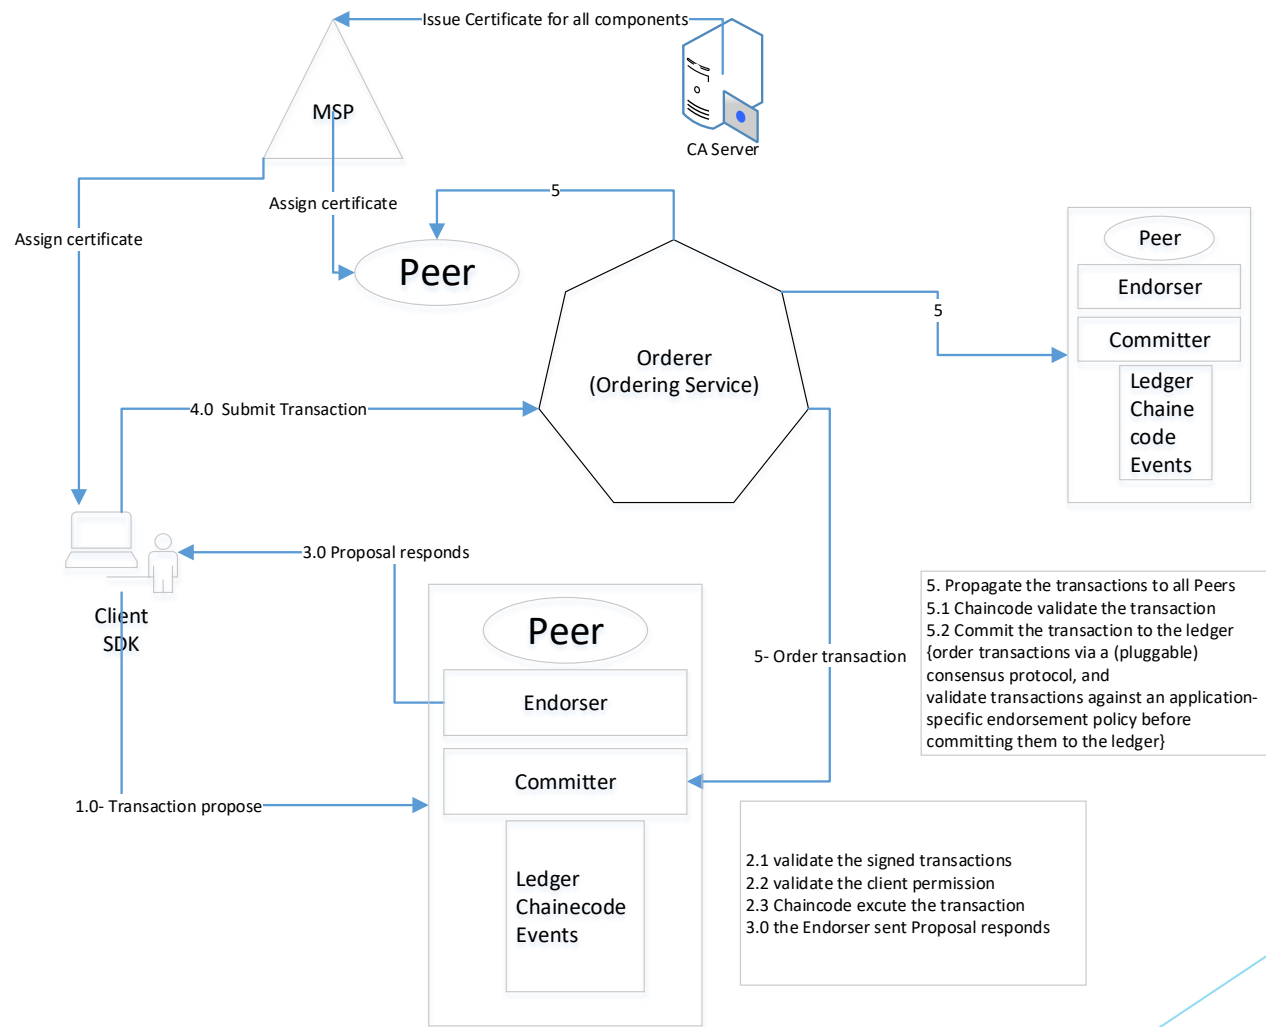 Issue Certificate for all components
MSP
CA Server
Assign certificate
5
Assign certificate
Peer
Peer
Endorser
5
Committer
Orderer
(Ordering Service)
Ledger
Chaine
code
Events
4.0 Submit Transaction
3.0 Proposal responds
Client
SDK
Peer
5. Propagate the transactions to all Peers
5.1 Chaincode validate the transaction
5.2 Commit the transaction to the ledger
{order transactions via a (pluggable)
consensus protocol, and
validate transactions against an application-
specific endorsement policy before
committing them to the ledger}
5- Order transaction
Endorser
Committer
1.0- Transaction propose
Ledger
Chainecode
Events
2.1 validate the signed transactions
2.2 validate the client permission
2.3 Chaincode excute the transaction
3.0 the Endorser sent Proposal responds